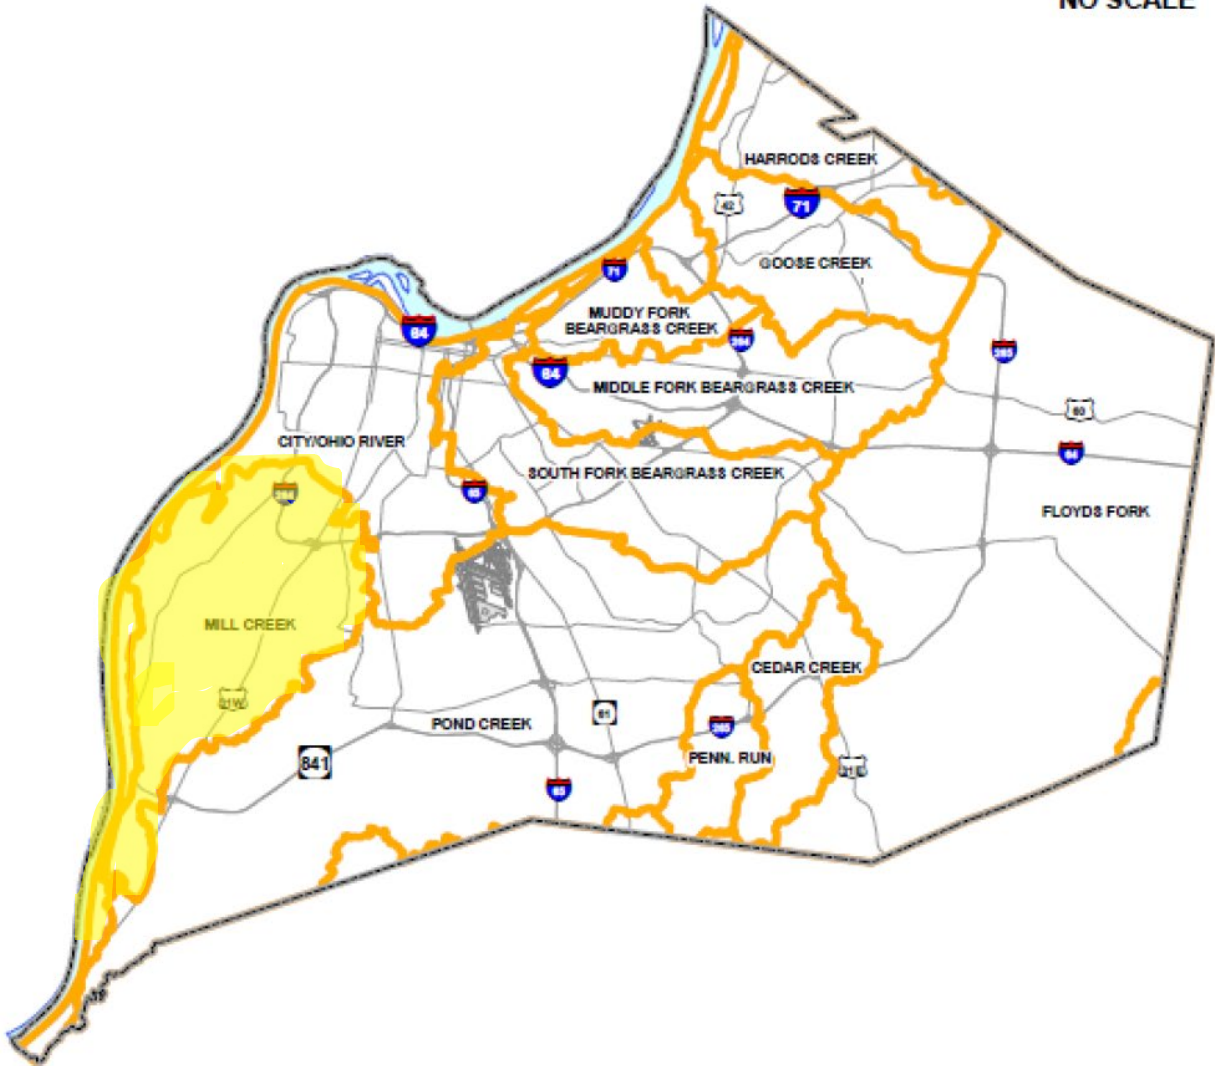 NO SCALE
HARRODS CREEK
42
71
GOOSE CREEK
71
MUDDY FORK
BEARGRASS CREEK
64
264
265
64
MIDDLE FORK BEARGRASS CREEK
60
CITY/OHIO RIVER
64
SOUTH FORK BEARGRASS CREEK
264
65
FLOYDS FORK
MILL CREEK
CEDAR CREEK
31W
61
POND CREEK
265
841
PENN. RUN
31E
65